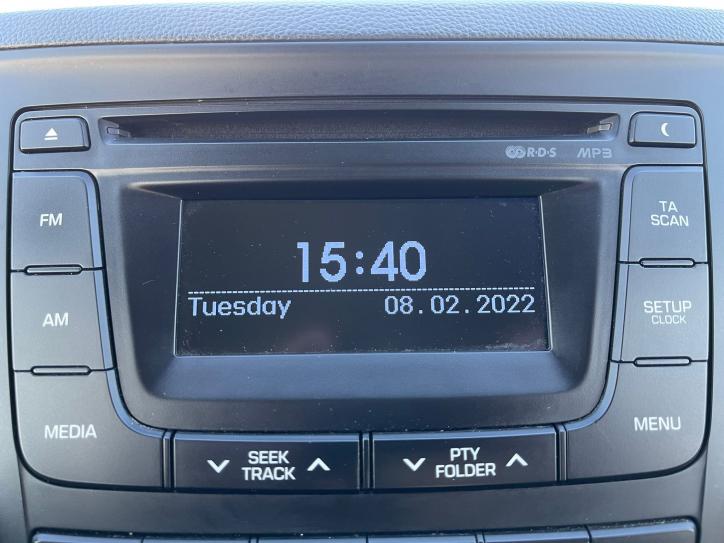 R·D·S MP3
FM
TA
SCAN
15:40
Tuesday 08.02.2022
AM
SETUP
CLOCK
MEDIA
SEEK
TRACK
PTY
FOLDER
MENU